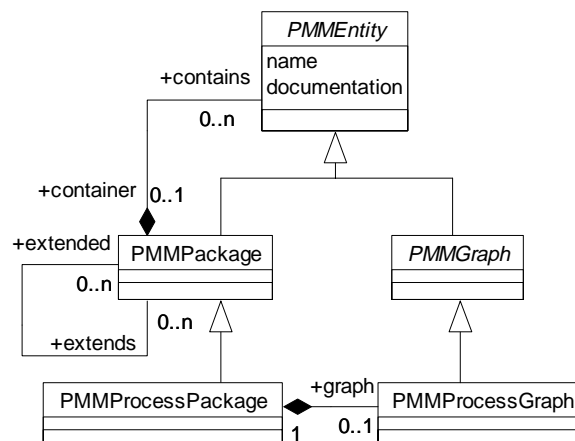 PMMEntity
name
documentation
+contains
0..n
+container
0..1
+extended
PMMPackage
PMMGraph
0..n
0..n
+extends
+graph
PMMProcessPackage
PMMProcessGraph
1
0..1